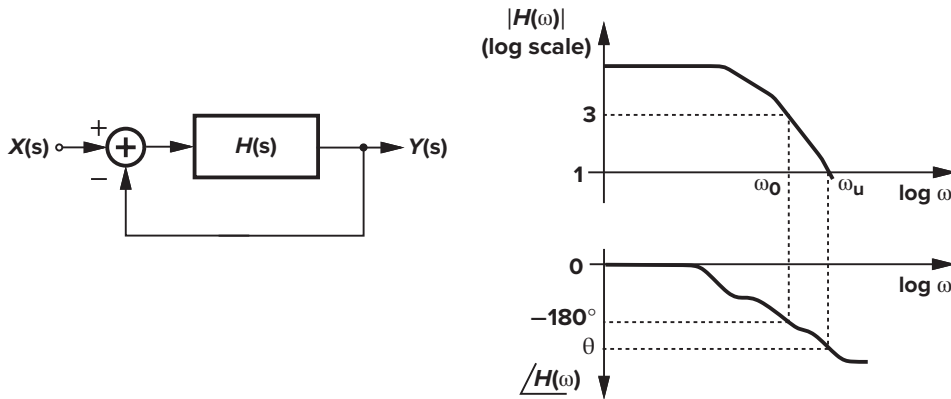 X(s)
+
+
−
H(s)
Y(s)
|H(ω)|
(log scale)
3
1
ω0
ωu
log ω
0
log ω
−180°
θ
∠H(ω)